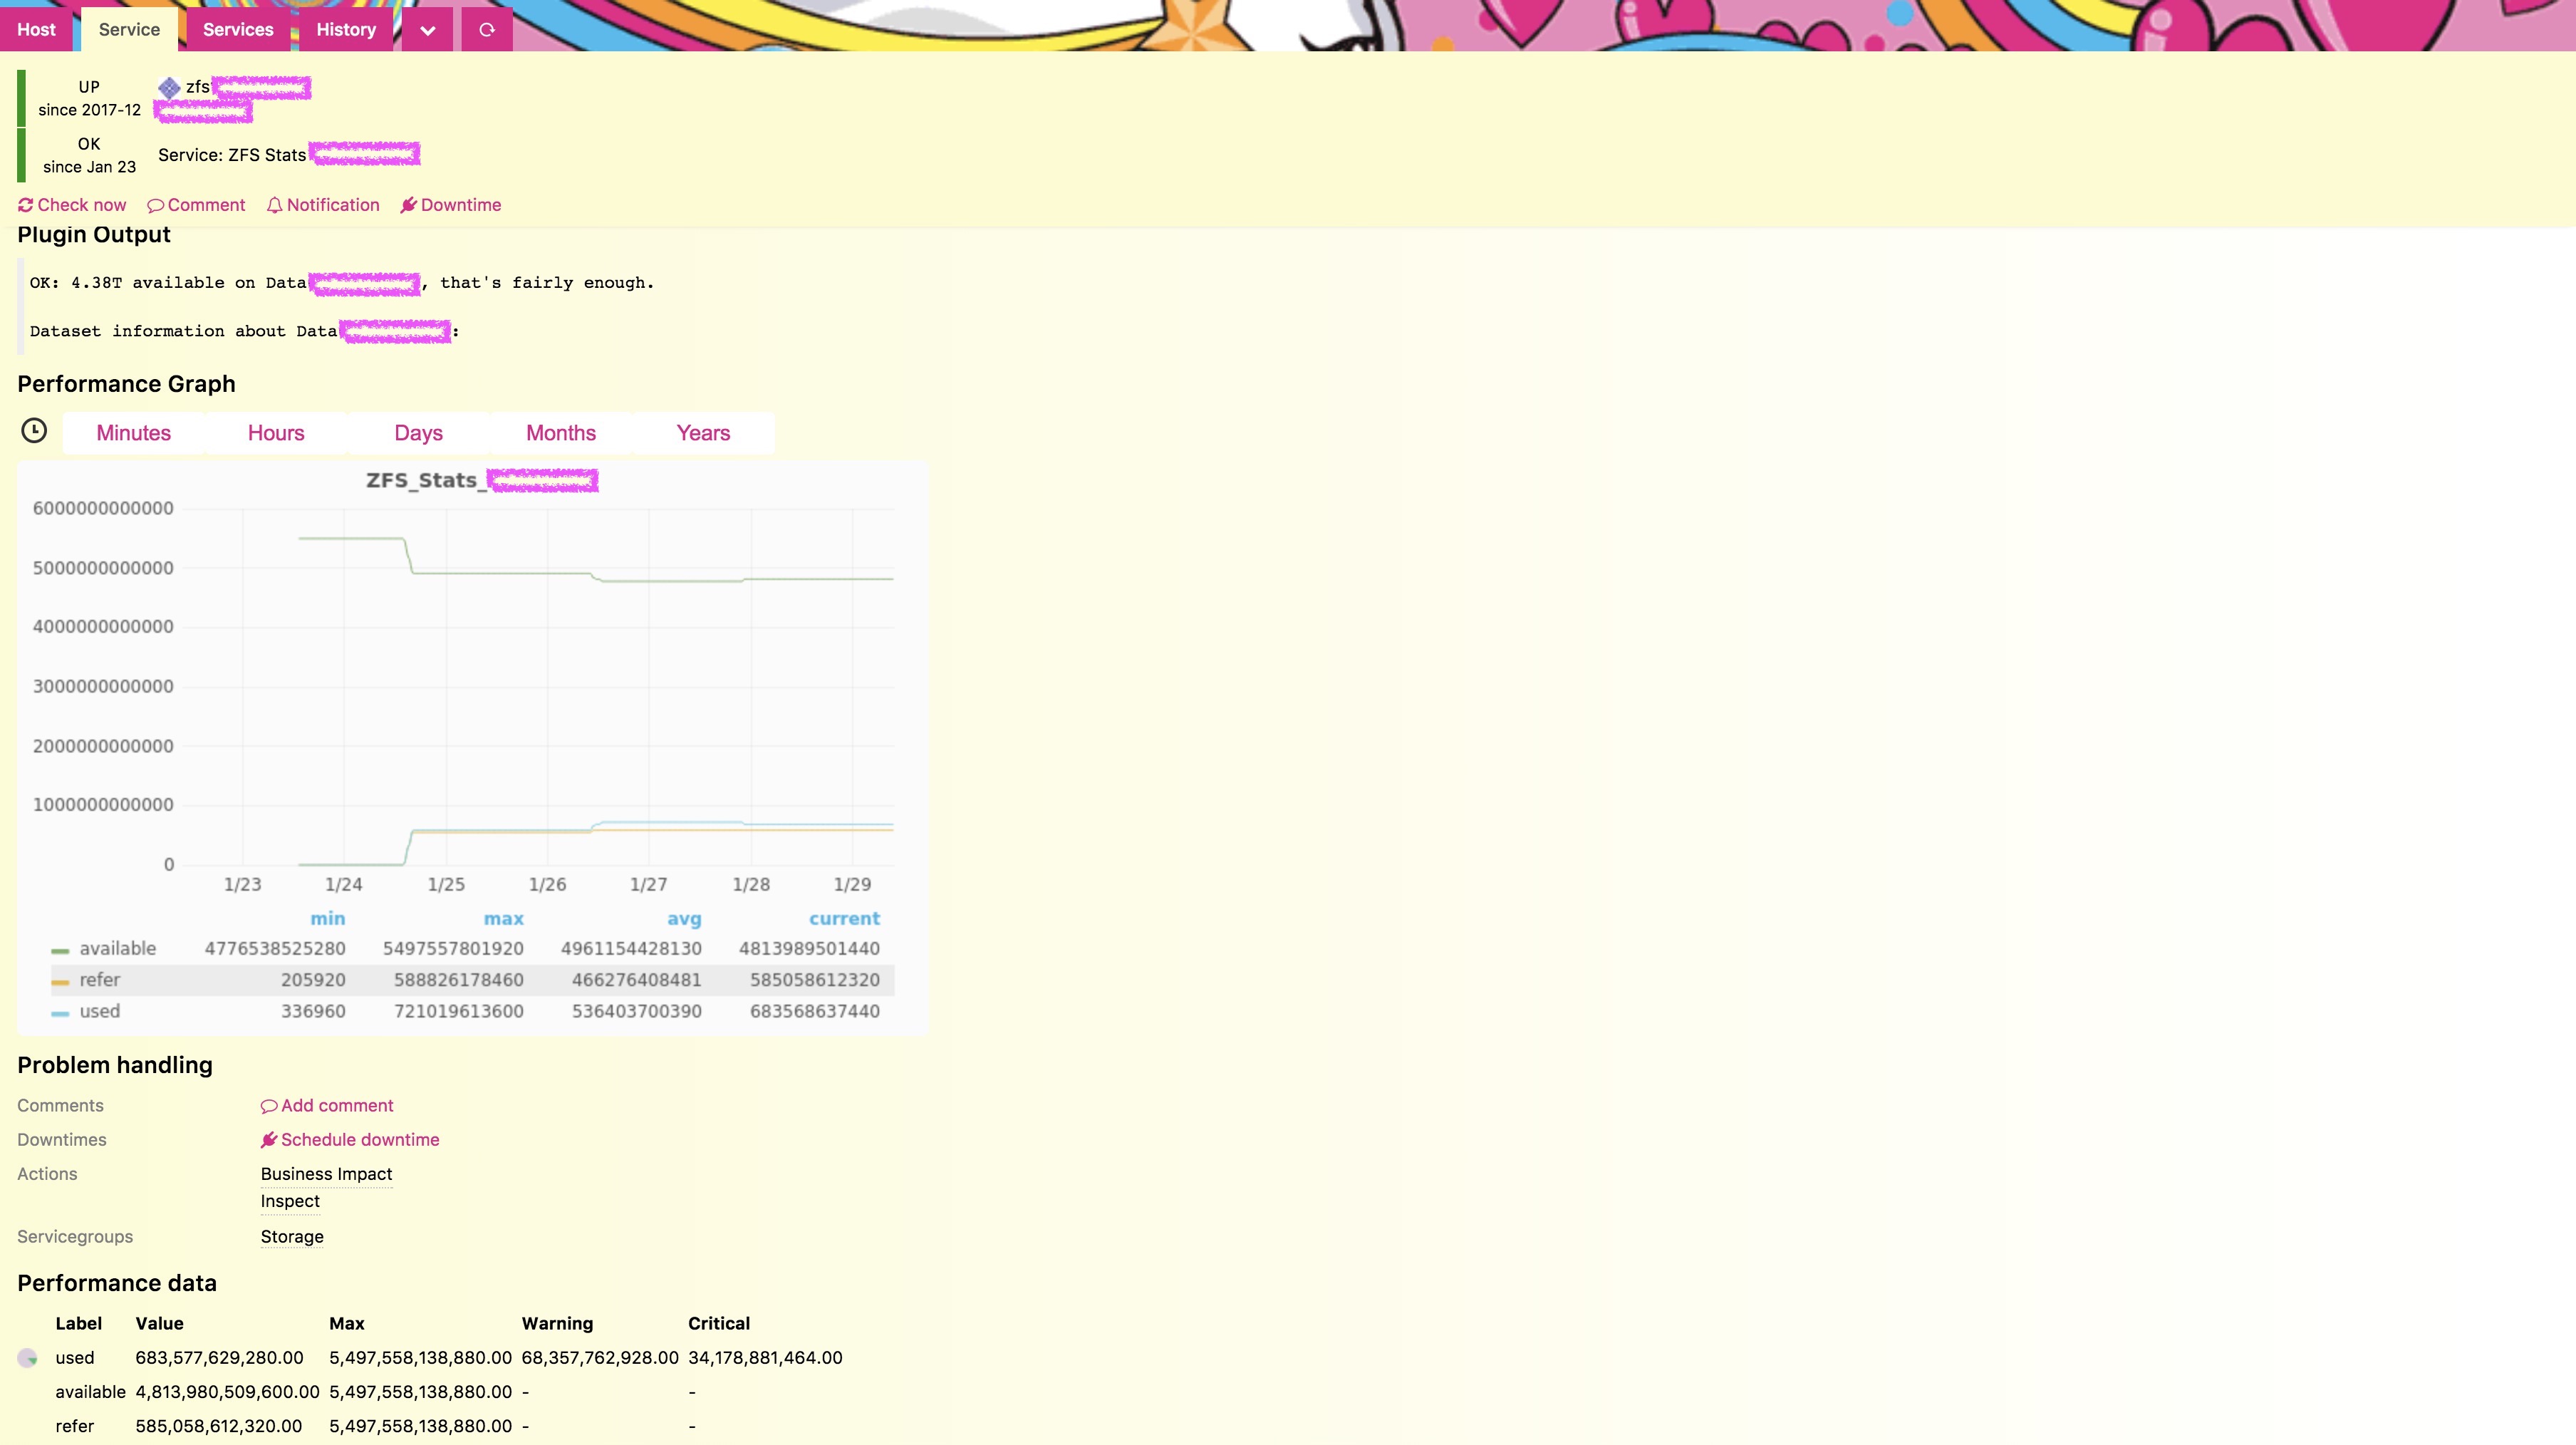 Host Service Services History
UP
since 2017-12
zfs
OK
since Jan 23
Service: ZFS Stats
Check now Comment Notification Downtime
Plugin Output
OK: 4.38T available on Data , that's fairly enough.
Dataset information about Data :
Performance Graph
Minutes Hours Days Months Years
ZFS_Stats_
6000000000000
5000000000000
4000000000000
3000000000000
2000000000000
1000000000000
0
1/23 1/24 1/25 1/26 1/27 1/28 1/29
min max avg current
available 4776538525280 5497557801920 4961154428130 4813989501440
refer 205920 588826178460 466276408481 585058612320
used 336960 721019613600 536403700390 683568637440
Problem handling
Comments Add comment
Downtimes Schedule downtime
Actions Business Impact
Inspect
Servicegroups Storage
Performance data
Label Value Max Warning Critical
used 683,577,629,280.00 5,497,558,138,880.00 68,357,762,928.00 34,178,881,464.00
available 4,813,980,509,600.00 5,497,558,138,880.00 - -
refer 585,058,612,320.00 5,497,558,138,880.00 - -